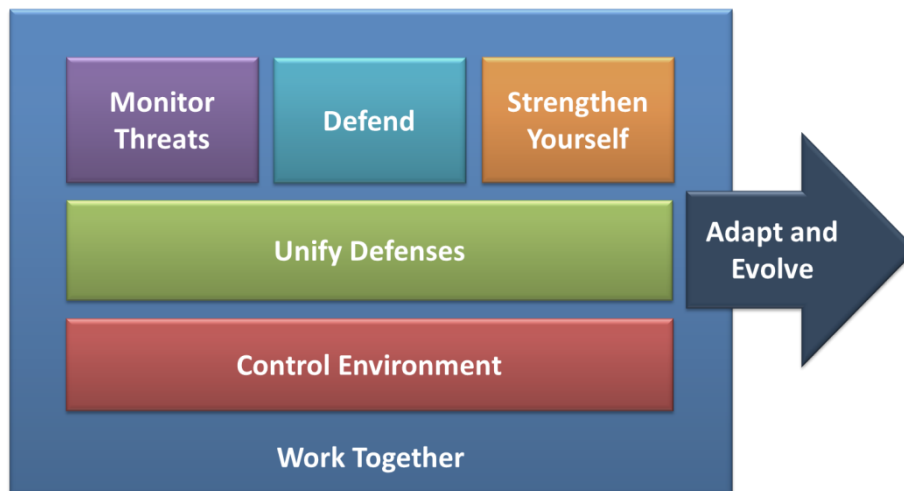 Monitor
Threats
Defend
Strengthen
Yourself
Unify Defenses
Adapt and
Evolve
Control Environment
Work Together